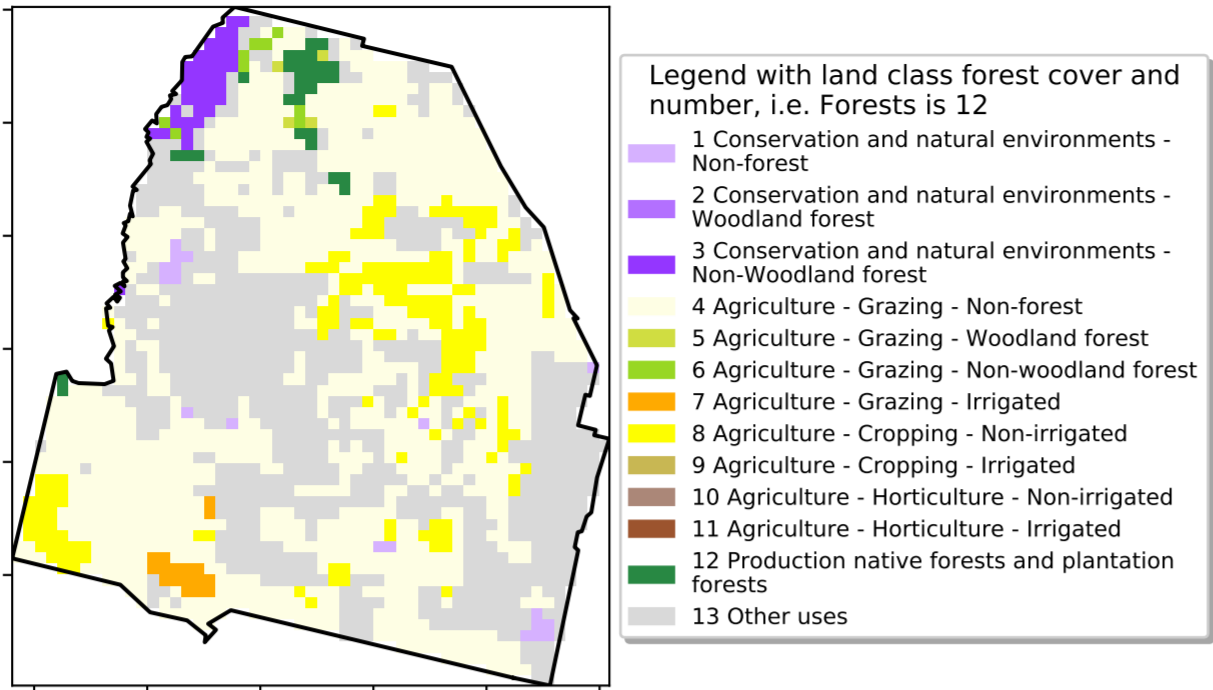 Legend with land class forest cover and
number, i.e. Forests is 12
1 Conservation and natural environments -
Non-forest
2 Conservation and natural environments -
Woodland forest
3 Conservation and natural environments -
Non-Woodland forest
4 Agriculture - Grazing - Non-forest
5 Agriculture - Grazing - Woodland forest
6 Agriculture - Grazing - Non-woodland forest
7 Agriculture - Grazing - Irrigated
8 Agriculture - Cropping - Non-irrigated
9 Agriculture - Cropping - Irrigated
10 Agriculture - Horticulture - Non-irrigated
11 Agriculture - Horticulture - Irrigated
12 Production native forests and plantation
forests
13 Other uses